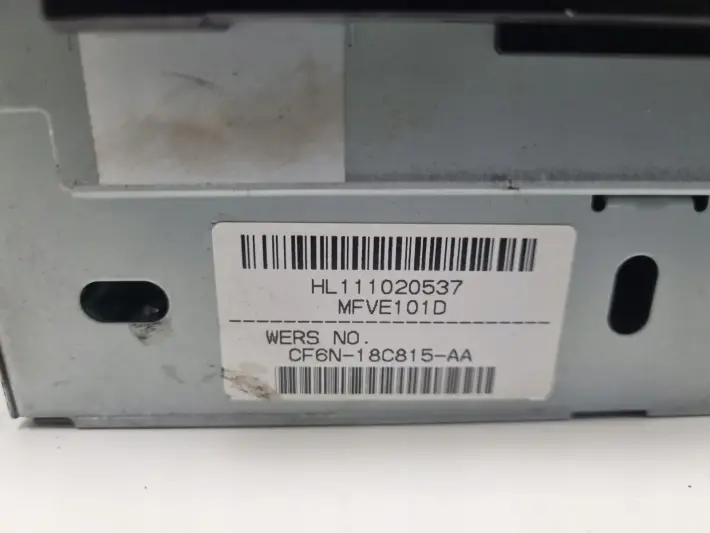 HL111020537
MFVE101D
WERS NO.
CF6N-18C815-AA